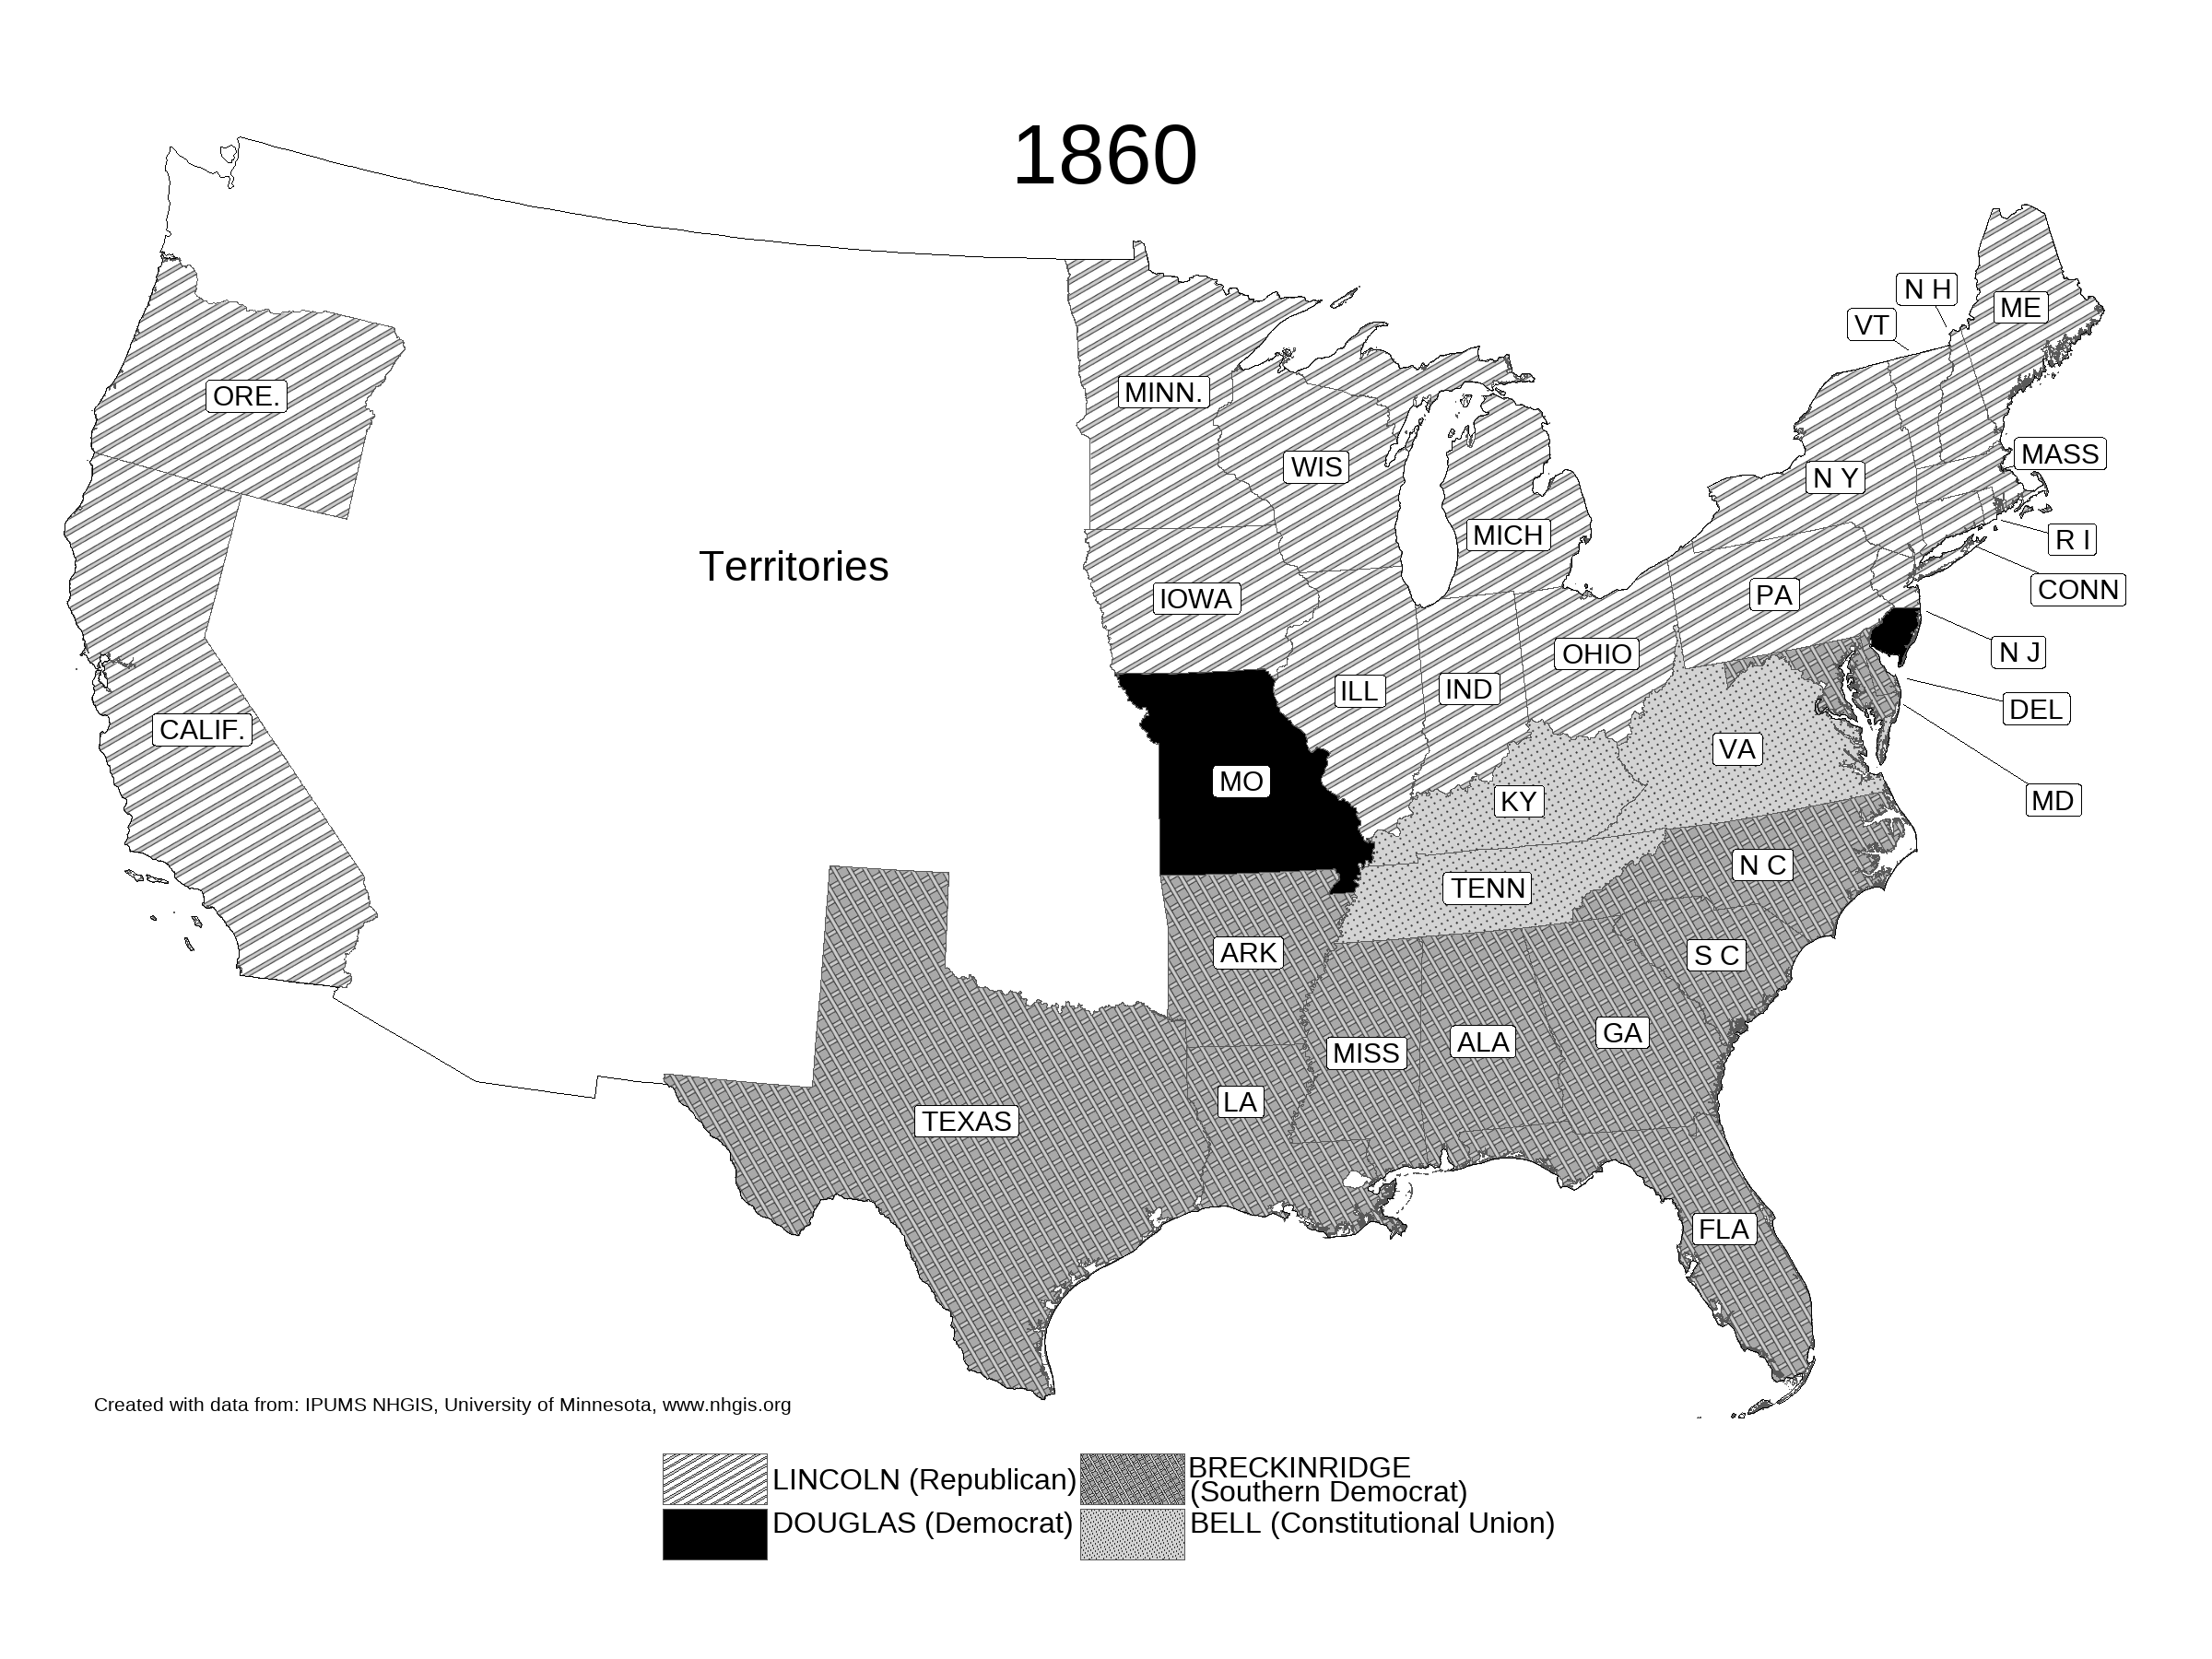 1860
N H
ME
VT
ORE.
MINN.
MASS
WIS
N Y
MICH
R I
Territories
CONN
IOWA
PA
OHIO
N J
ILL
IND
DEL
CALIF.
VA
MO
KY
MD
N C
TENN
ARK
S C
GA
ALA
MISS
LA
TEXAS
FLA
Created with data from: IPUMS NHGIS, University of Minnesota, www.nhgis.org
LINCOLN (Republican)
DOUGLAS (Democrat)
BRECKINRIDGE
(Southern Democrat)
BELL (Constitutional Union)